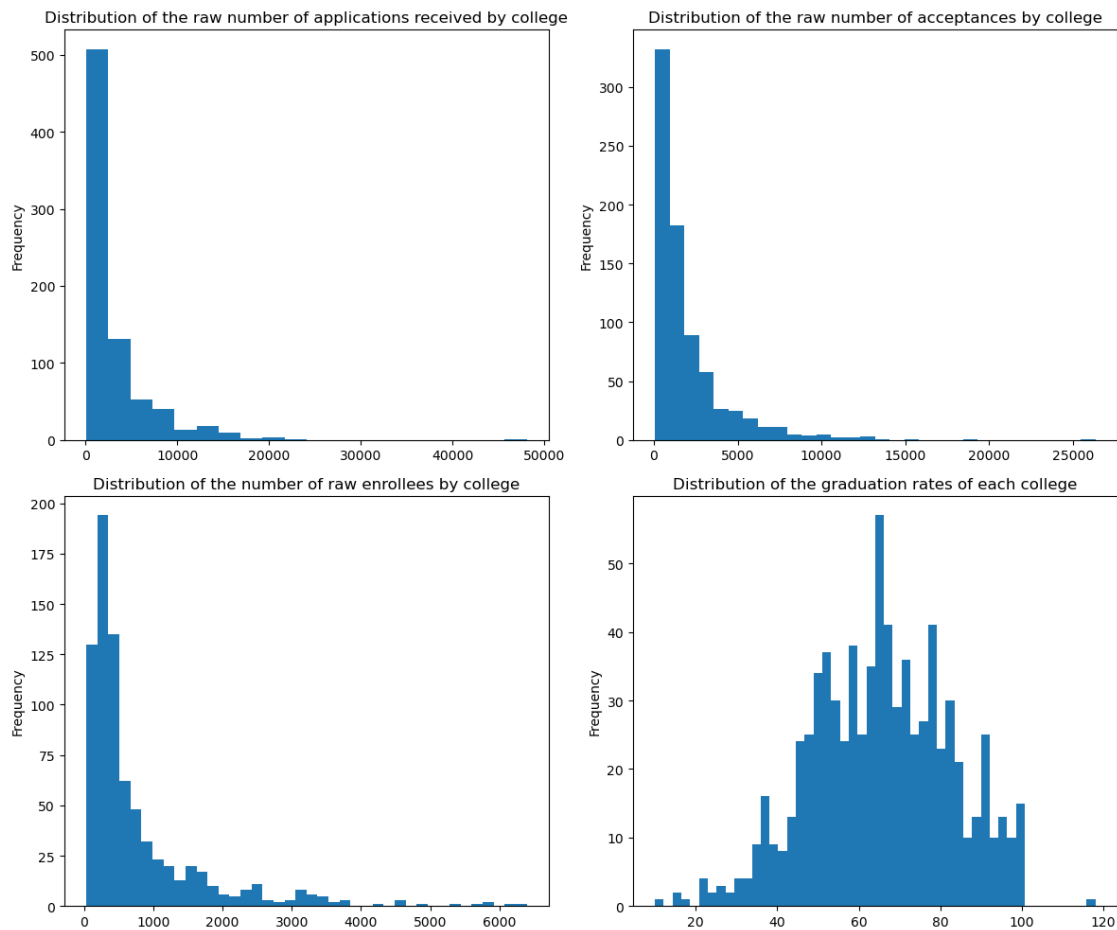 Distribution of the raw number of applications received by college
500
400
300
200
100
0
Frequency
0 10000 20000 30000 40000 50000
Distribution of the raw number of acceptances by college
300
250
200
150
100
50
0
Frequency
0 5000 10000 15000 20000 25000
Distribution of the number of raw enrollees by college
200
175
150
125
100
75
50
25
0
Frequency
0 1000 2000 3000 4000 5000 6000
Distribution of the graduation rates of each college
50
40
30
20
10
0
Frequency
20 40 60 80 100 120